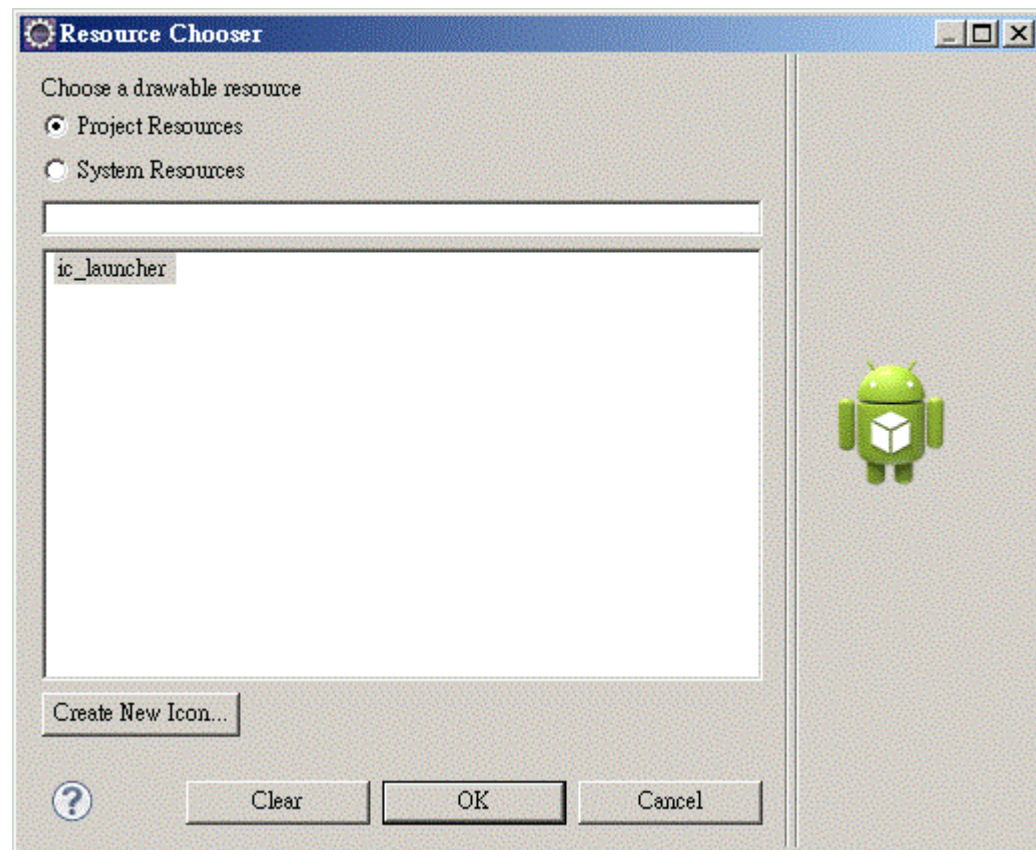 Resource Chooser
Choose a drawable resource
Project Resources
System Resources
ic_launcher
Create New Icon...
?
Clear
OK
Cancel